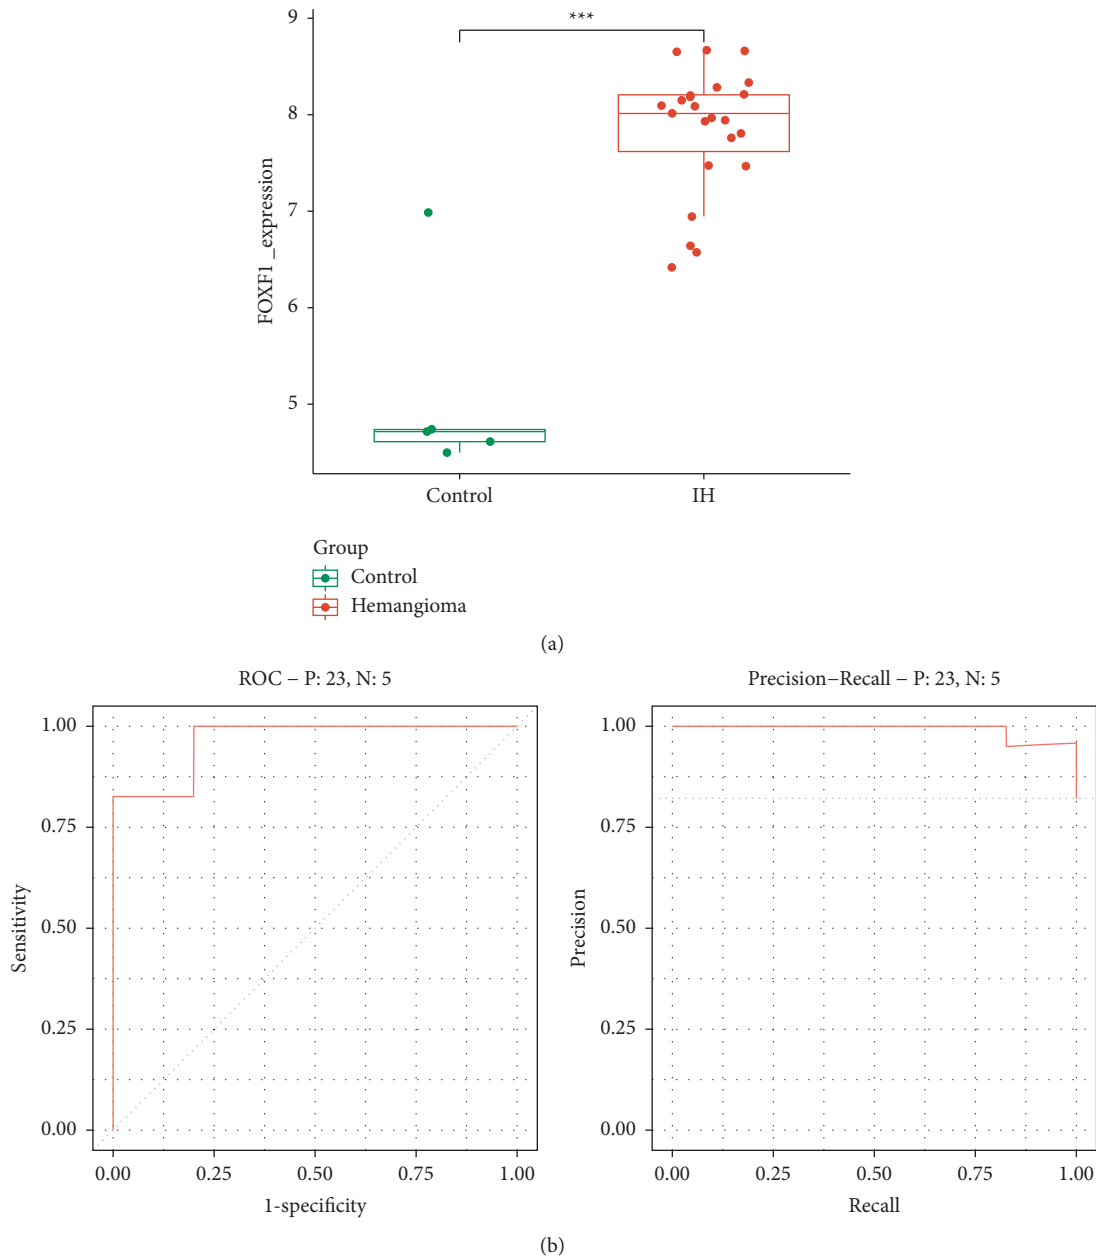 ***
9
8
7
6
5
FOXF1 _expression
Control IH
Group
Control
Hemangioma
(a)
ROC – P: 23, N: 5
1.00
0.75
0.50
0.25
0.00
Sensitivity
0.00 0.25 0.50 0.75 1.00
1-specificity
Precision–Recall – P: 23, N: 5
1.00
0.75
0.50
0.25
0.00
Precision
0.00 0.25 0.50 0.75 1.00
Recall
(b)